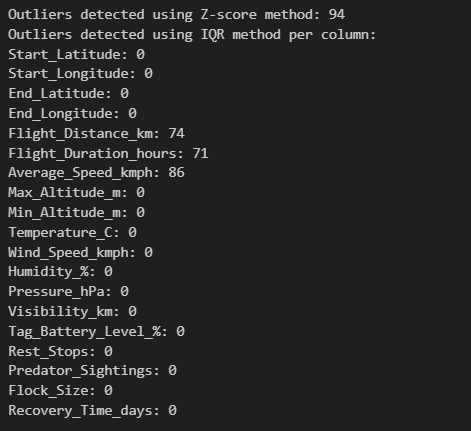 Outliers detected using Z-score method: 94
Outliers detected using IQR method per column:
Start_Latitude: 0
Start_Longitude: 0
End_Latitude: 0
End_Longitude: 0
Flight_Distance_km: 74
Flight_Duration_hours: 71
Average_Speed_kmph: 86
Max_Altitude_m: 0
Min_Altitude_m: 0
Temperature_C: 0
Wind_Speed_kmph: 0
Humidity_%: 0
Pressure_hPa: 0
Visibility_km: 0
Tag_Battery_Level_%: 0
Rest_Stops: 0
Predator_Sightings: 0
Flock_Size: 0
Recovery_Time_days: 0